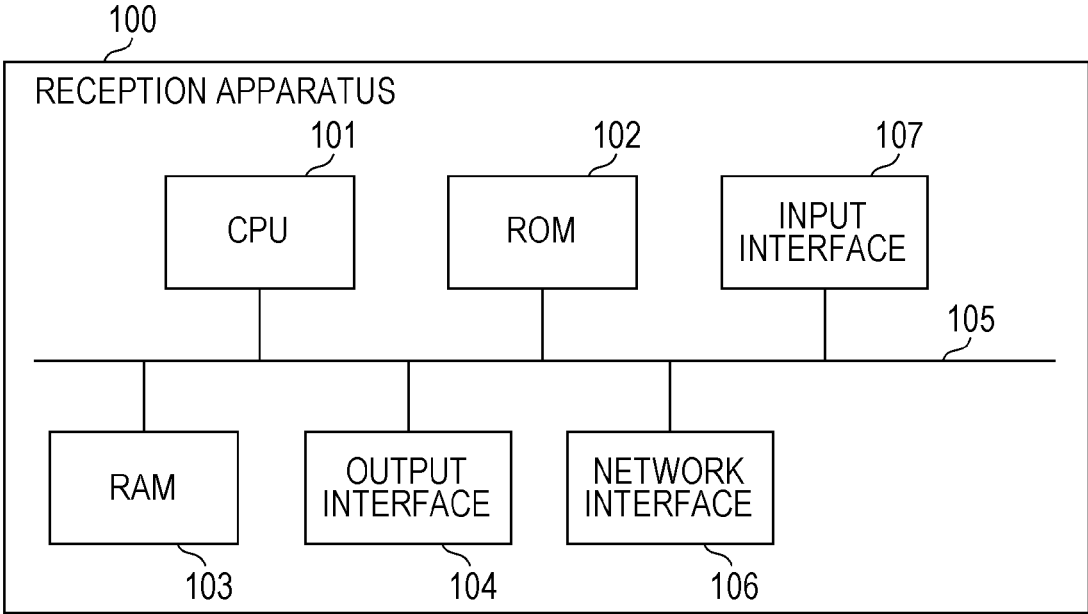 100
RECEPTION APPARATUS
101
102
107
CPU
ROM
INPUT
INTERFACE
105
RAM
OUTPUT
INTERFACE
NETWORK
INTERFACE
103
104
106